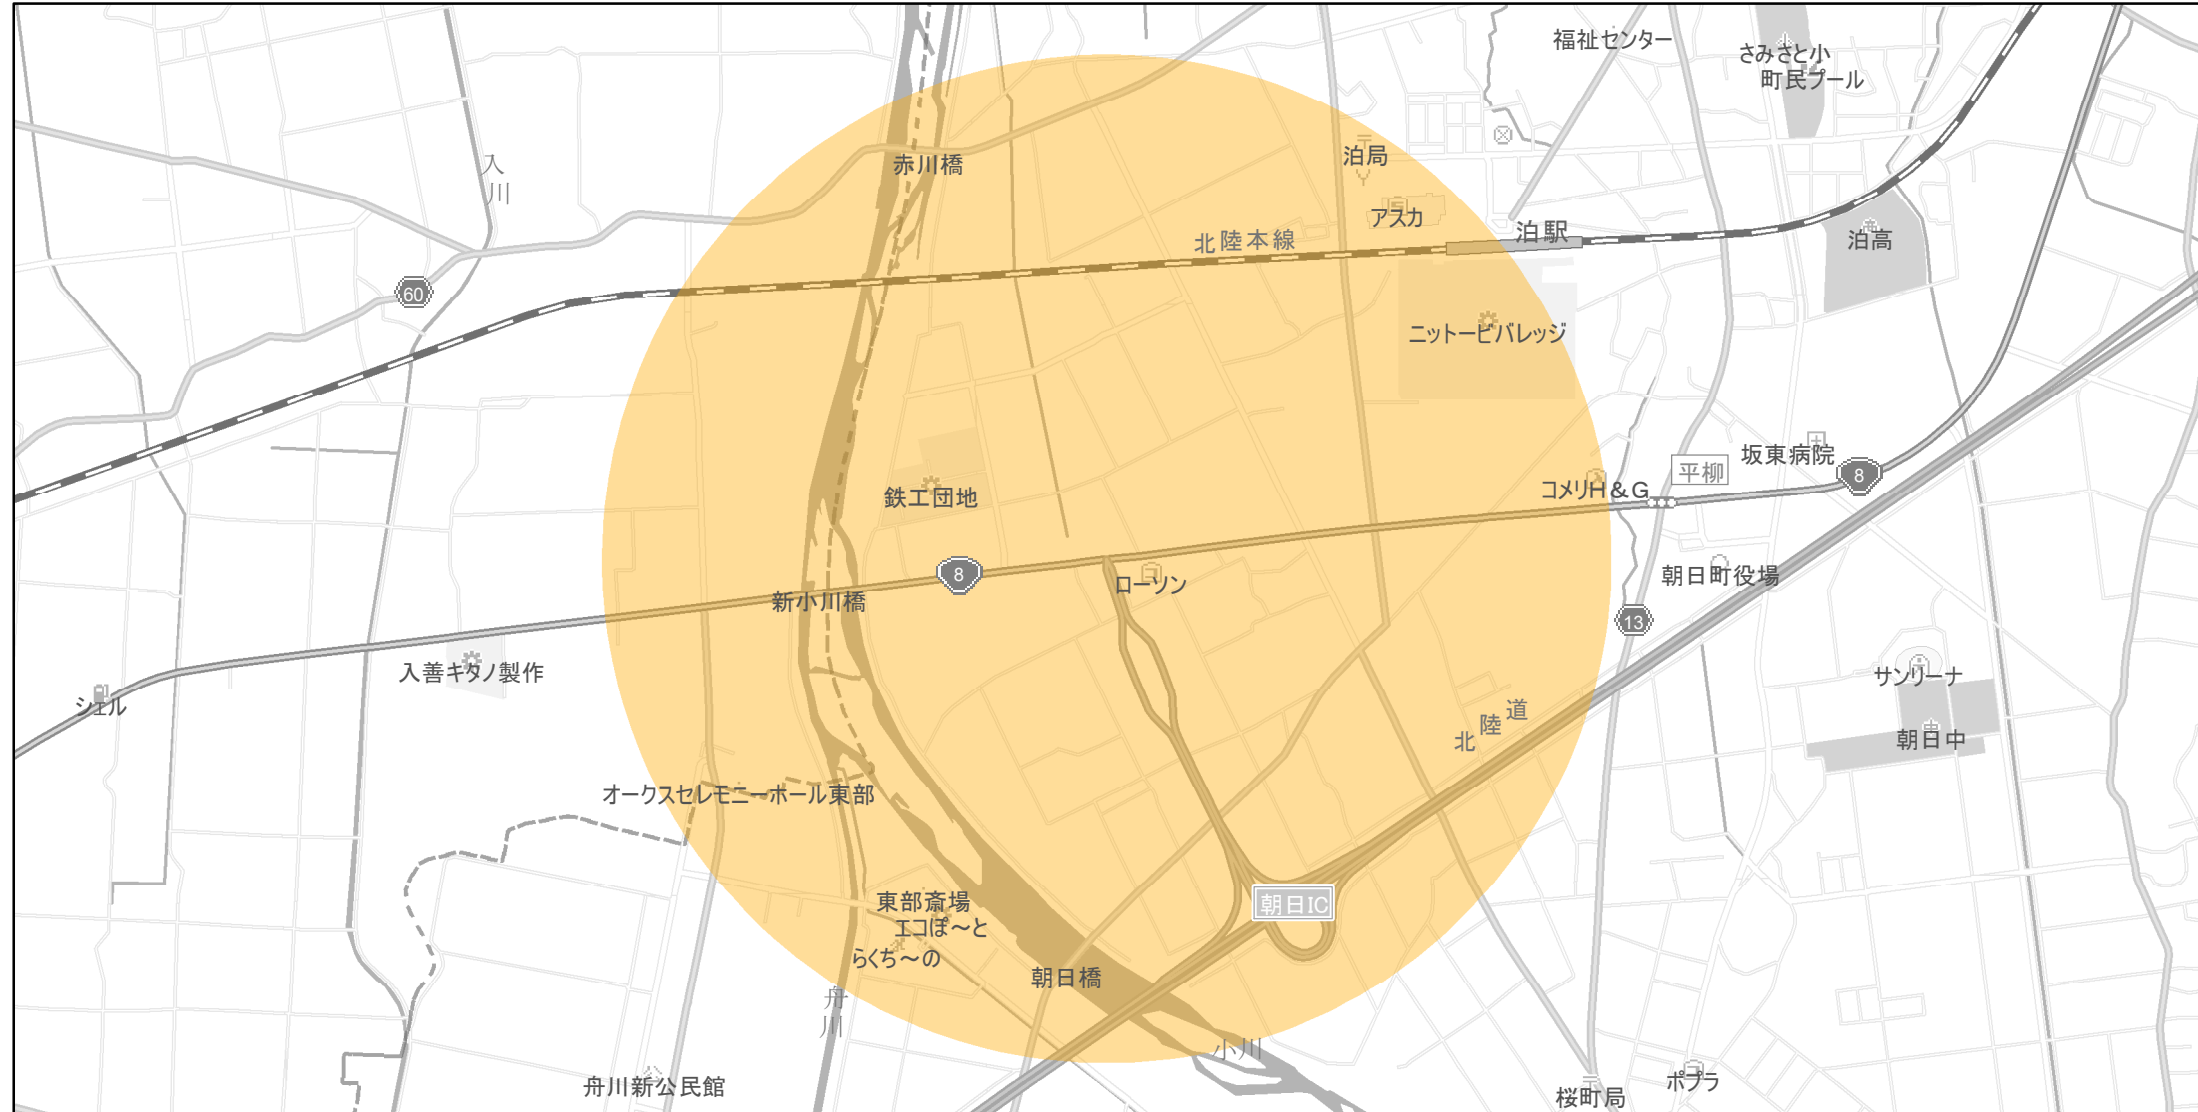 福祉センター
さみさと小
町民プール
入川
赤川橋
泊局
アスカ
北陸本線
泊駅
泊高
60
ニットービバレッジ
坂東病院
平柳
8
コメリH&G
鉄工団地
8
ローソン
朝日町役場
新小川橋
13
入善キタノ製作
シェル
サンリーナ
北陸道
朝日中
オークスセレモニーホール東部
東部斎場
エコぽ～と
らくち～の
朝日IC
朝日橋
舟川
小川
舟川新公民館
ポプラ
桜町局